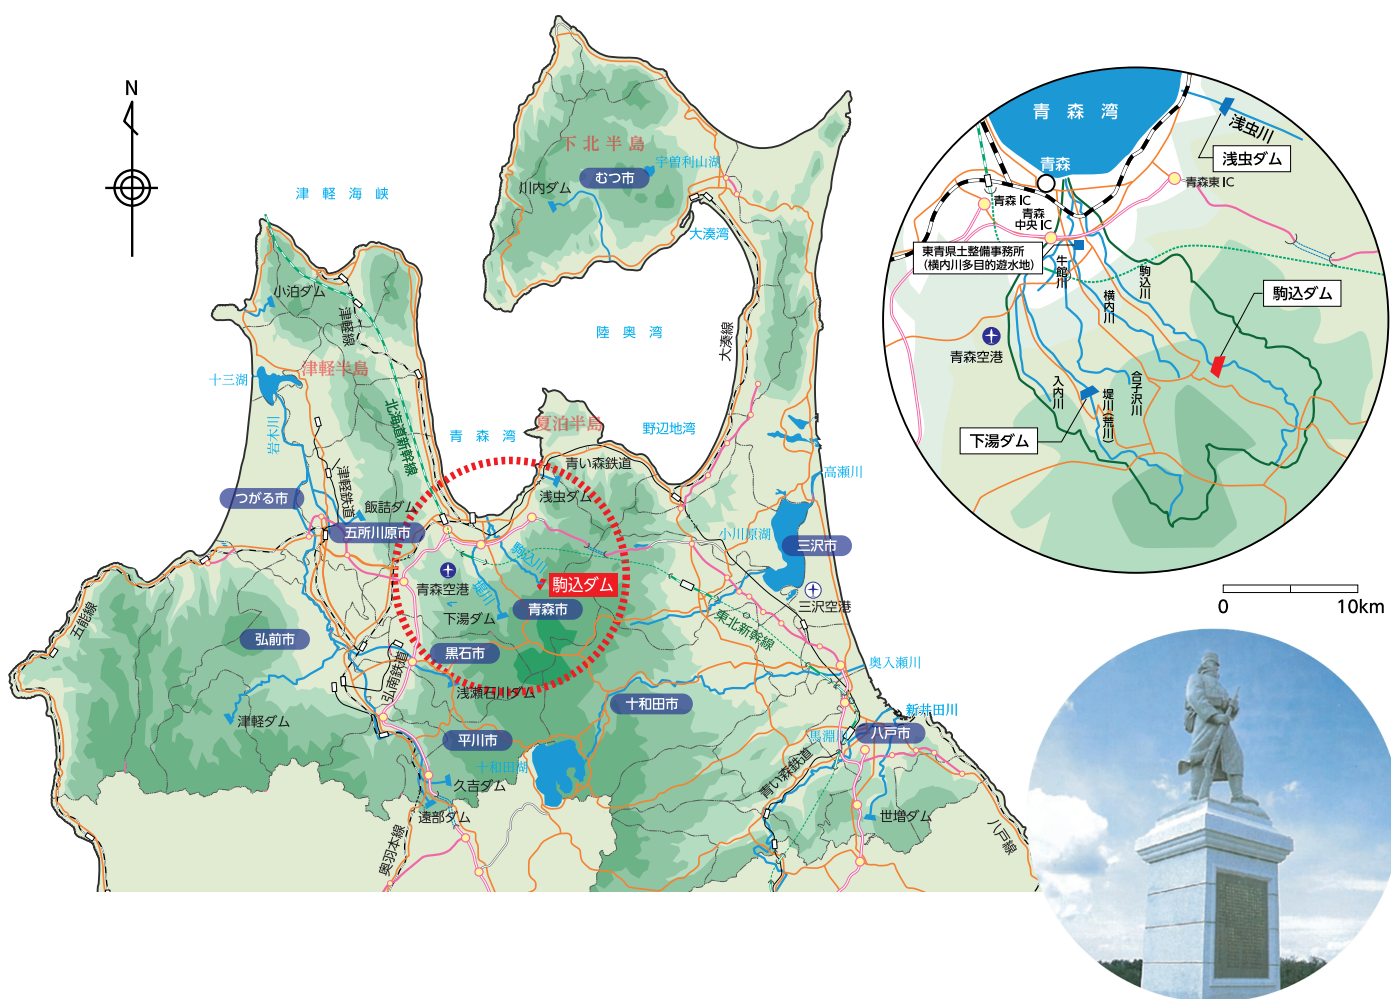 N
津軽海峡
下北半島
宇曽利山湖
むつ市
川内ダム
大湊湾
小泊ダム
津軽線
陸奥湾
大湊線
津軽半島
十三湖
北海道新幹線
夏泊半島
青森湾
野辺地湾
岩木川
青い森鉄道
津軽鉄道
浅虫ダム
高瀬川
つがる市
飯詰ダム
五所川原市
小川原湖
三沢市
駒込川
駒込ダム
青森空港
堤川
三沢空港
下湯ダム
青森市
東北新幹線
五能線
弘前市
黒石市
弘南鉄道
奥入瀬川
浅瀬石川ダム
十和田市
津軽ダム
新井田川
平川市
馬淵川
八戸市
十和田湖
久吉ダム
青い森鉄道
遠部ダム
世増ダム
奥羽本線
八戸線
青森湾
浅虫川
浅虫ダム
青森
青森東IC
青森IC
青森
中央IC
東青県土整備事務所
(横内川多目的遊水地)
牛館川
駒込川
横内川
駒込ダム
青森空港
入内川
合子沢川
堤川(荒川)
下湯ダム
0 10km